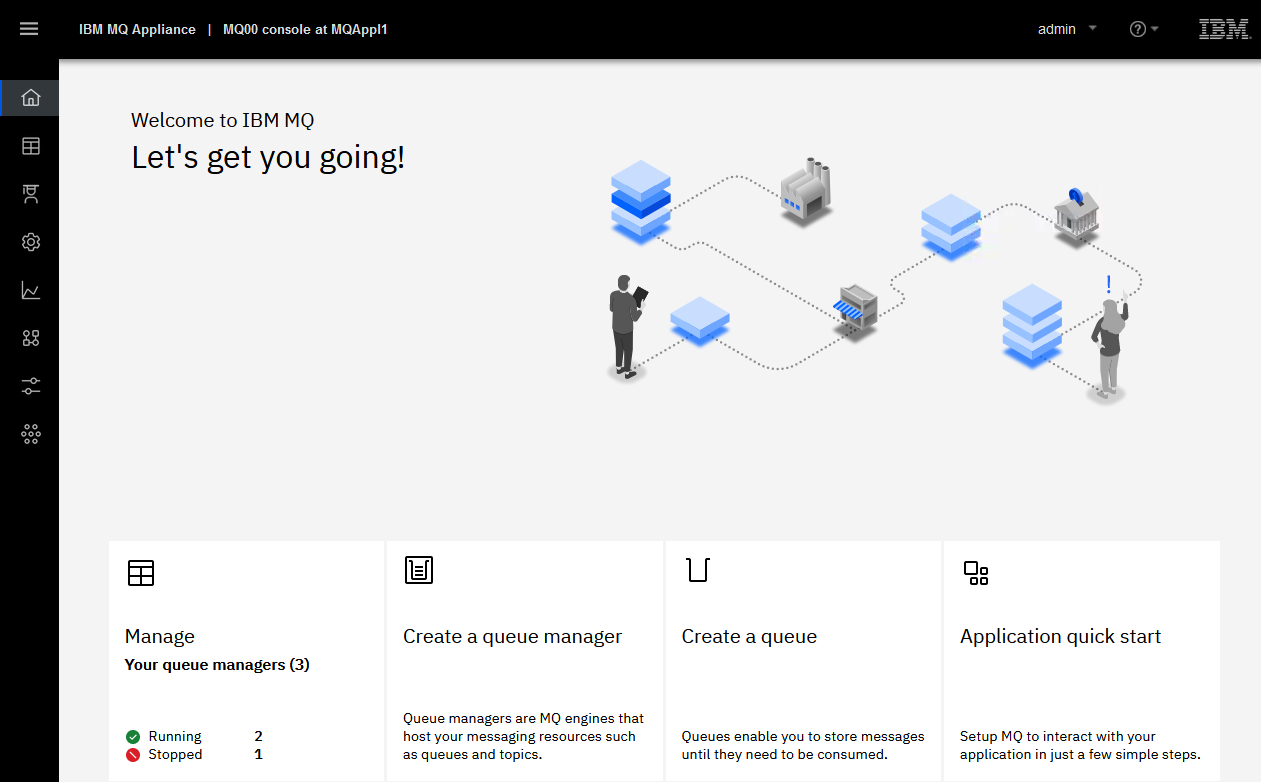 IBM MQ Appliance | MQ00 console at MQAppl1
admin
IBM
Welcome to IBM MQ
Let's get you going!
Manage
Your queue managers (3)
Running 2
Stopped 1
Create a queue manager
Queue managers are MQ engines that
host your messaging resources such
as queues and topics.
Create a queue
Queues enable you to store messages
until they need to be consumed.
Application quick start
Setup MQ to interact with your
application in just a few simple steps.